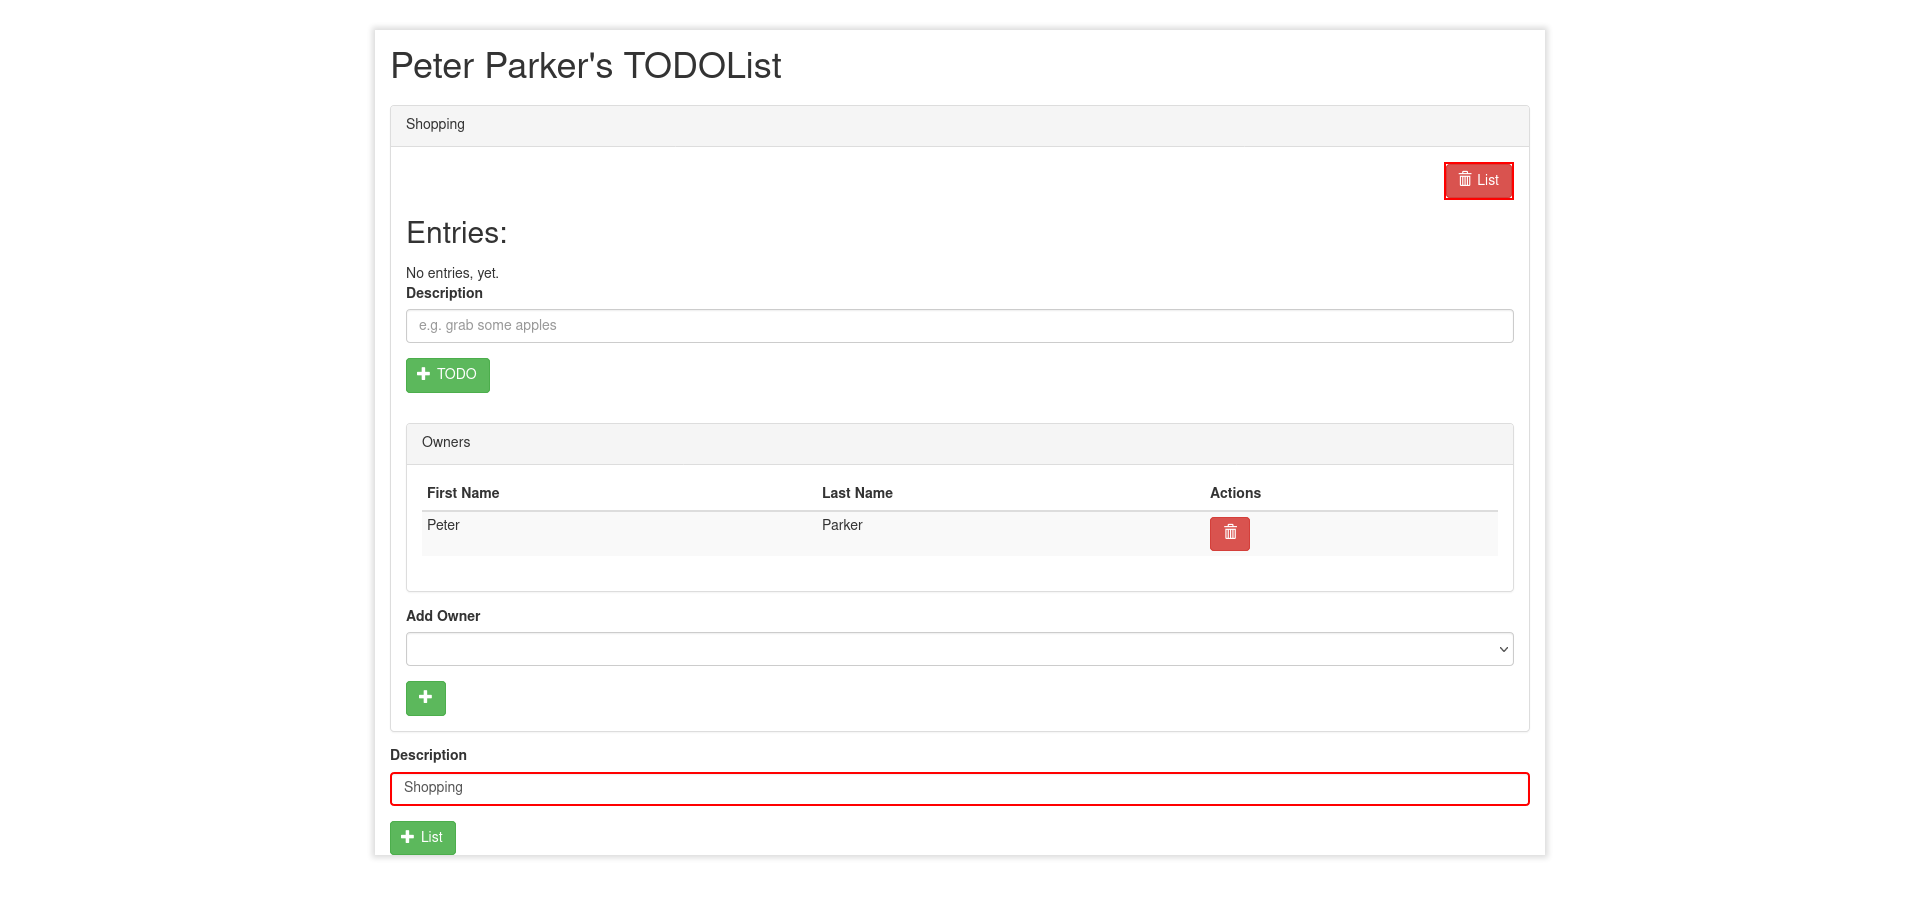 Peter Parker's TODOList
Shopping
List
Entries:
No entries, yet.
Description
e.g. grab some apples
TODO
Owners
First Name Last Name Actions
Peter Parker
Add Owner
Description
Shopping
List